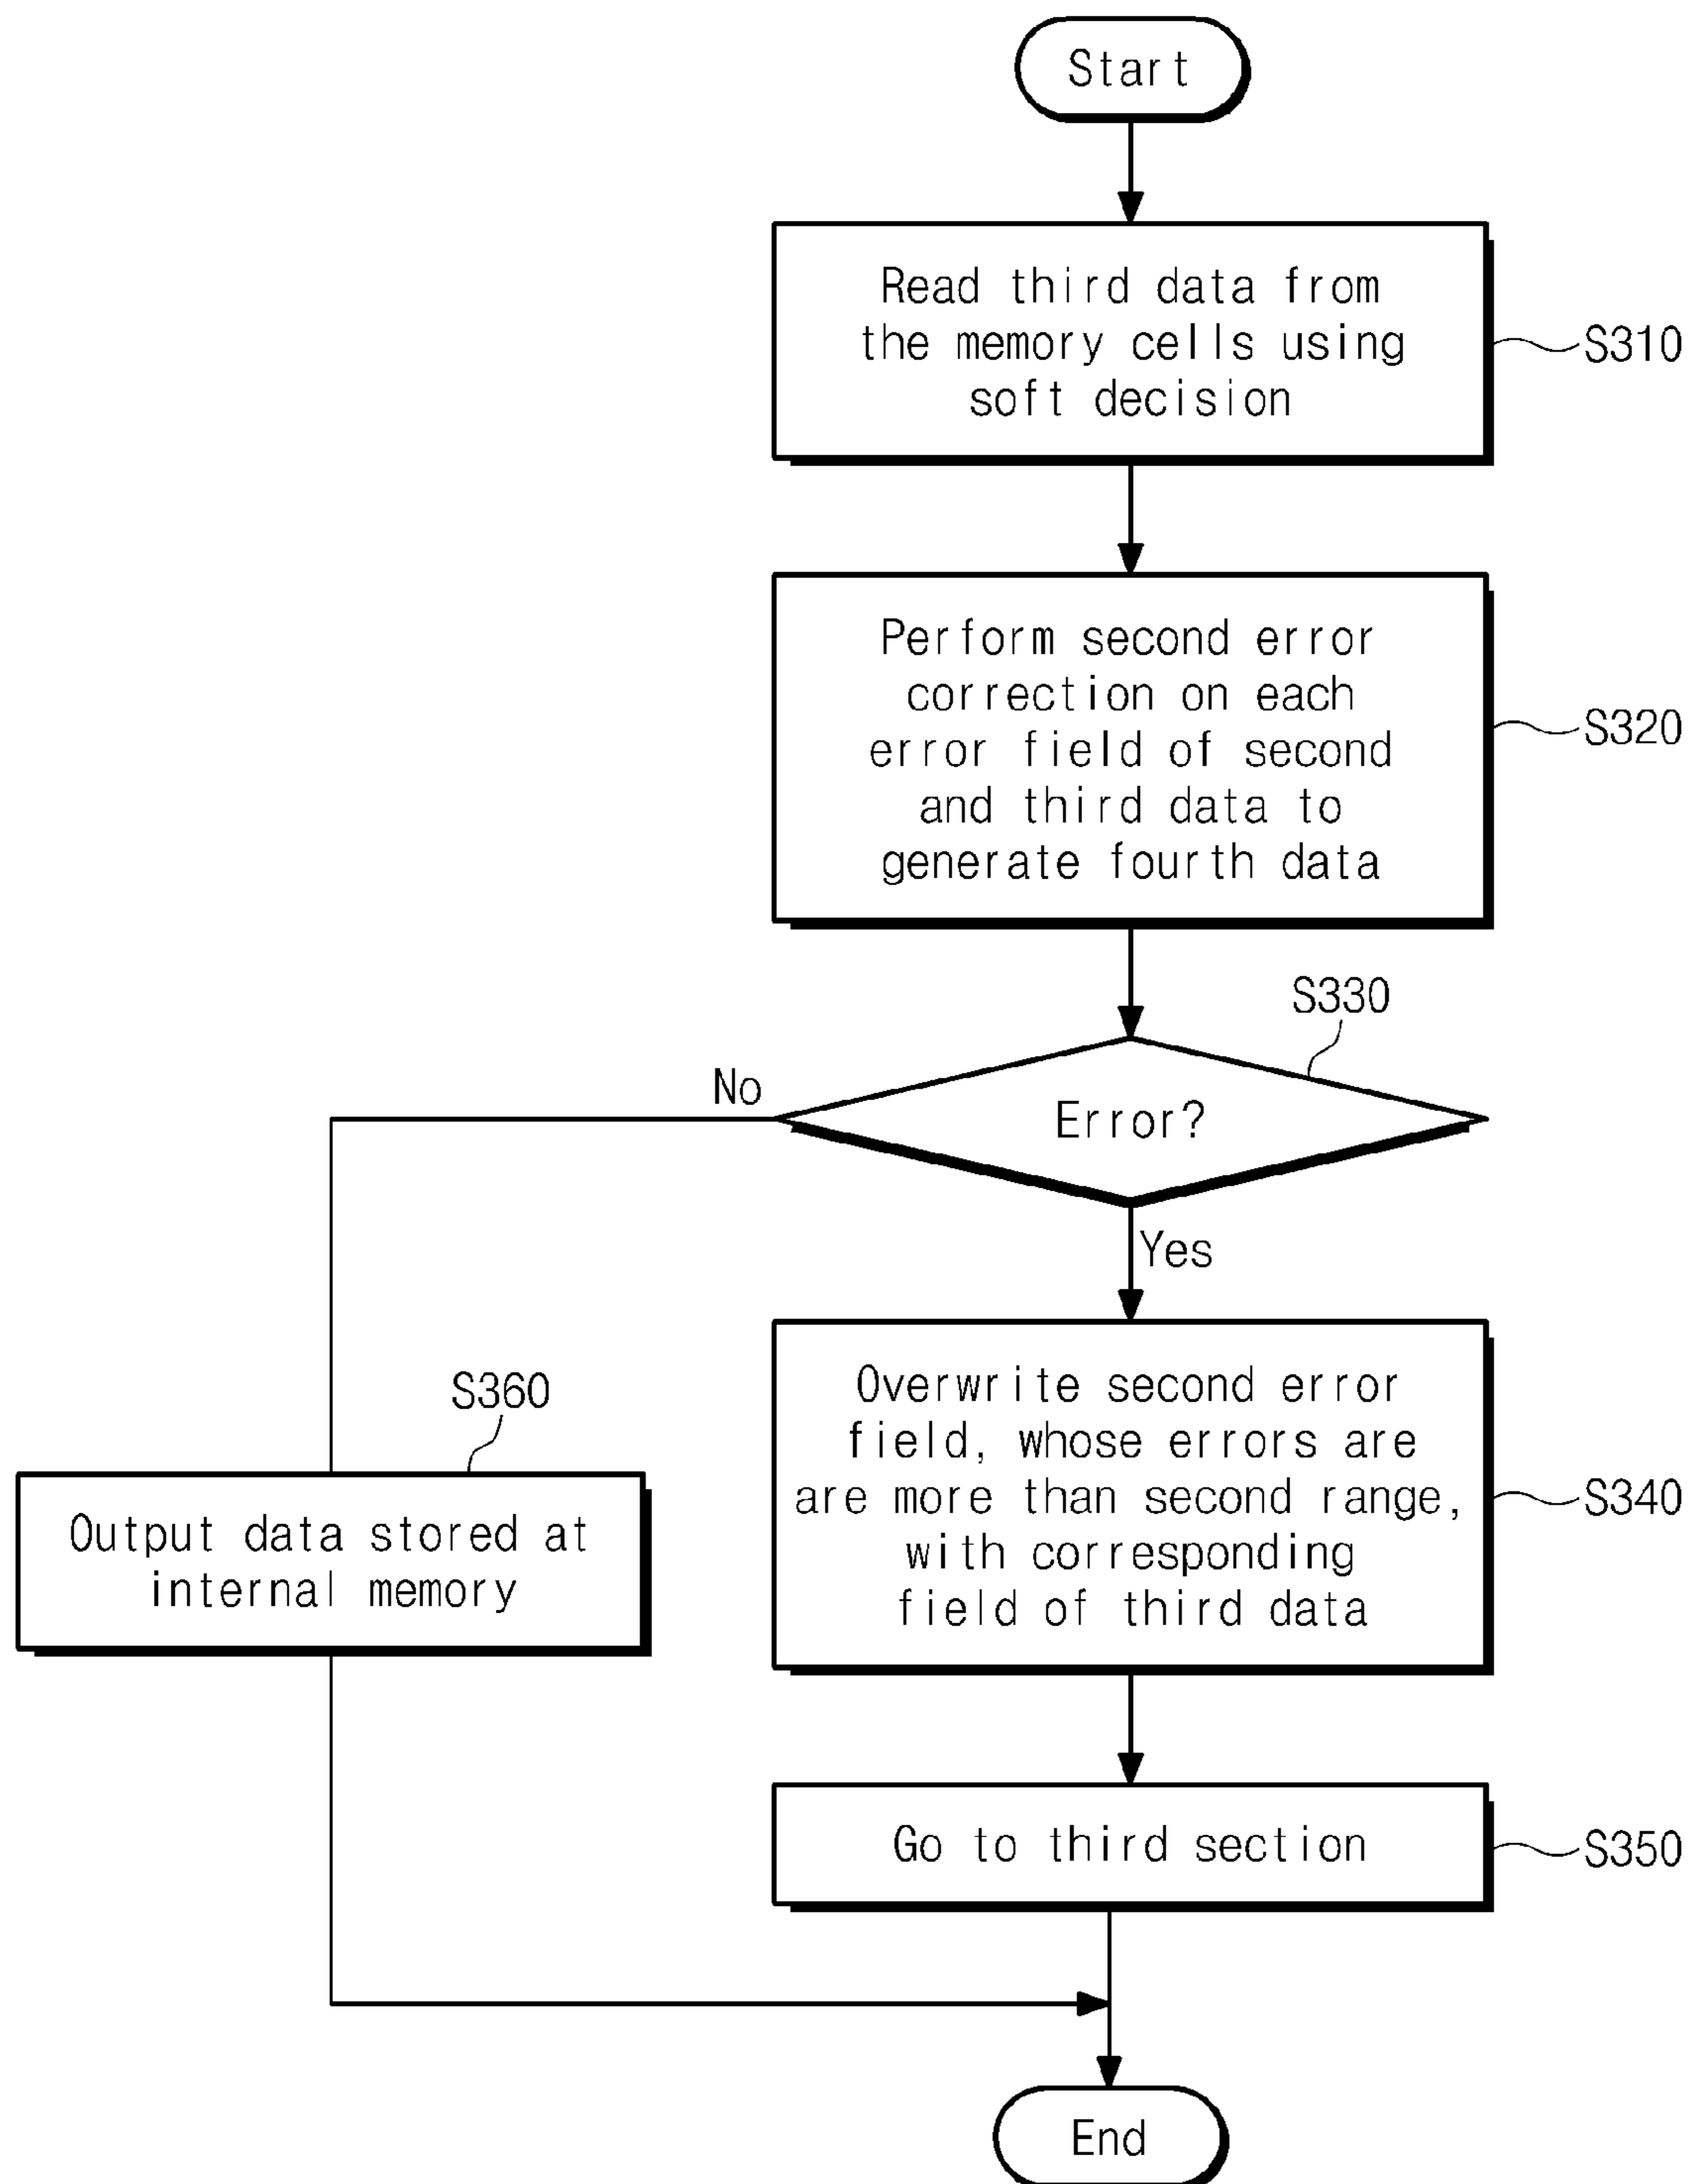 Start
Read third data from
the memory cells using
soft decision
S310
Perform second error
correction on each
error field of second
and third data to
generate fourth data
S320
S330
No
Error?
Yes
Overwrite second error
field, whose errors are
are more than second range,
with corresponding
field of third data
S340
S360
Output data stored at
internal memory
Go to third section
S350
End